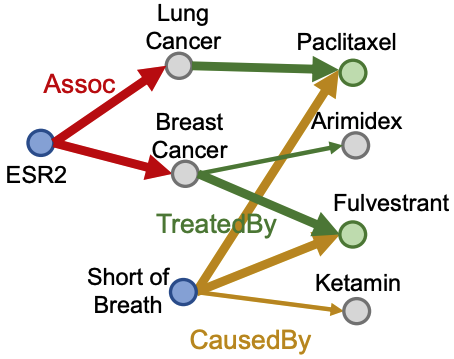 Lung
Cancer
Paclitaxel
Assoc
Breast
Cancer
Arimidex
ESR2
Fulvestrant
TreatedBy
Short of
Breath
Ketamin
CausedBy